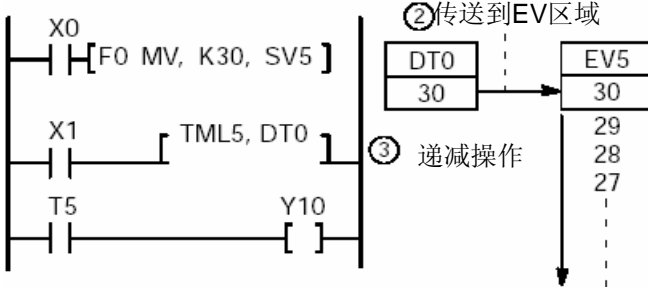 X0
F0 MV, K30, SV5
X1
TML5, DT0
T5
Y10
②传送到EV区域
DT0
30
EV5
30
29
28
27
③ 递减操作